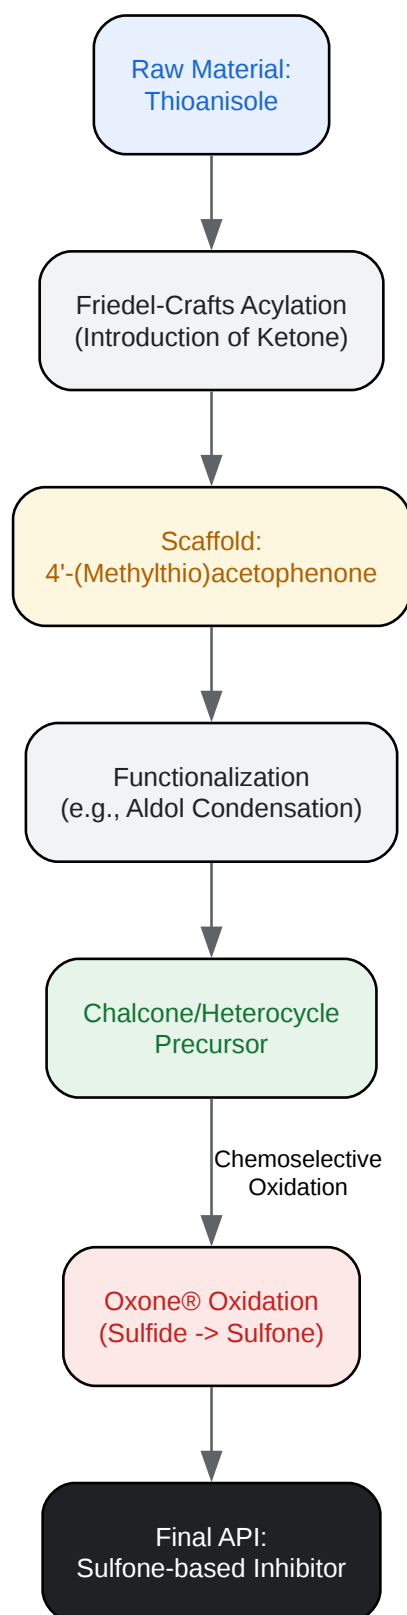 Raw Material:
Thioanisole
Friedel-Crafts Acylation
(Introduction of Ketone)
Scaffold:
4'-(Methylthio)acetophenone
Functionalization
(e.g., Aldol Condensation)
Chalcone/Heterocycle
Precursor
Chemoselective
Oxidation
Oxone® Oxidation
(Sulfide -> Sulfone)
Final API:
Sulfone-based Inhibitor